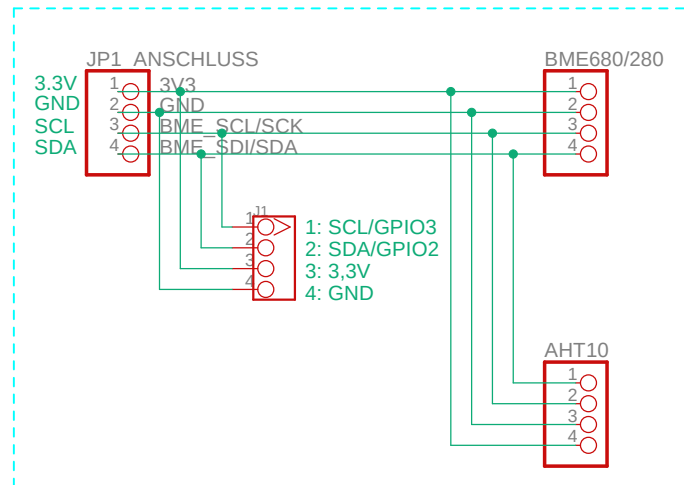 JP1 ANSCHLUSS
BME680/280
3.3V 1 3V3 1
GND 2 GND 2
SCL 3 BME_SCL/SCK 3
SDA 4 BME_SDI/SDA 4
J1
1 1: SCL/GPIO3
2 2: SDA/GPIO2
3 3: 3,3V
4 4: GND
AHT10
1
2
3
4